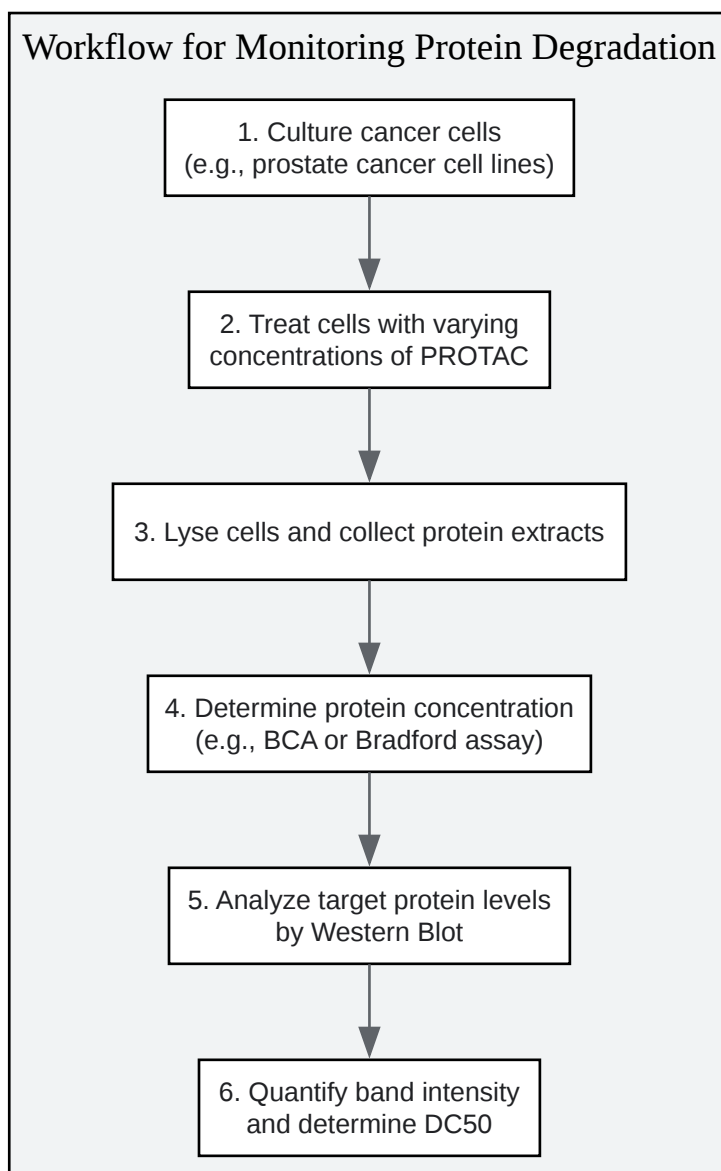 Workflow for Monitoring Protein Degradation
1. Culture cancer cells
(e.g., prostate cancer cell lines)
2. Treat cells with varying
concentrations of PROTAC
3. Lyse cells and collect protein extracts
4. Determine protein concentration
(e.g., BCA or Bradford assay)
5. Analyze target protein levels
by Western Blot
6. Quantify band intensity
and determine DC50